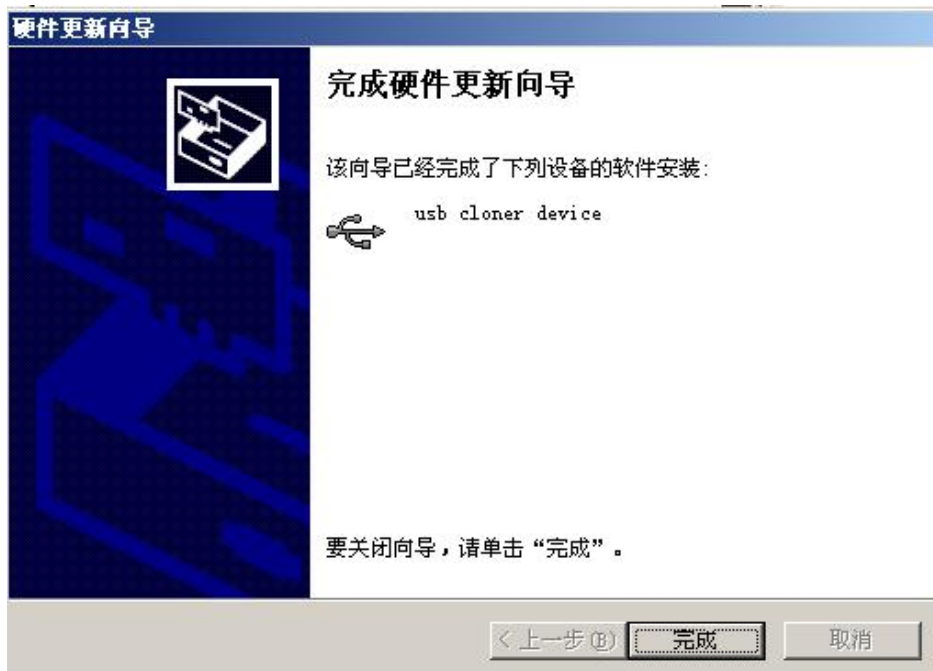 硬件更新向导
完成硬件更新向导
该向导已经完成了下列设备的软件安装:
usb cloner device
要关闭向导，请单击“完成”。
< 上一步(B)
完成
取消